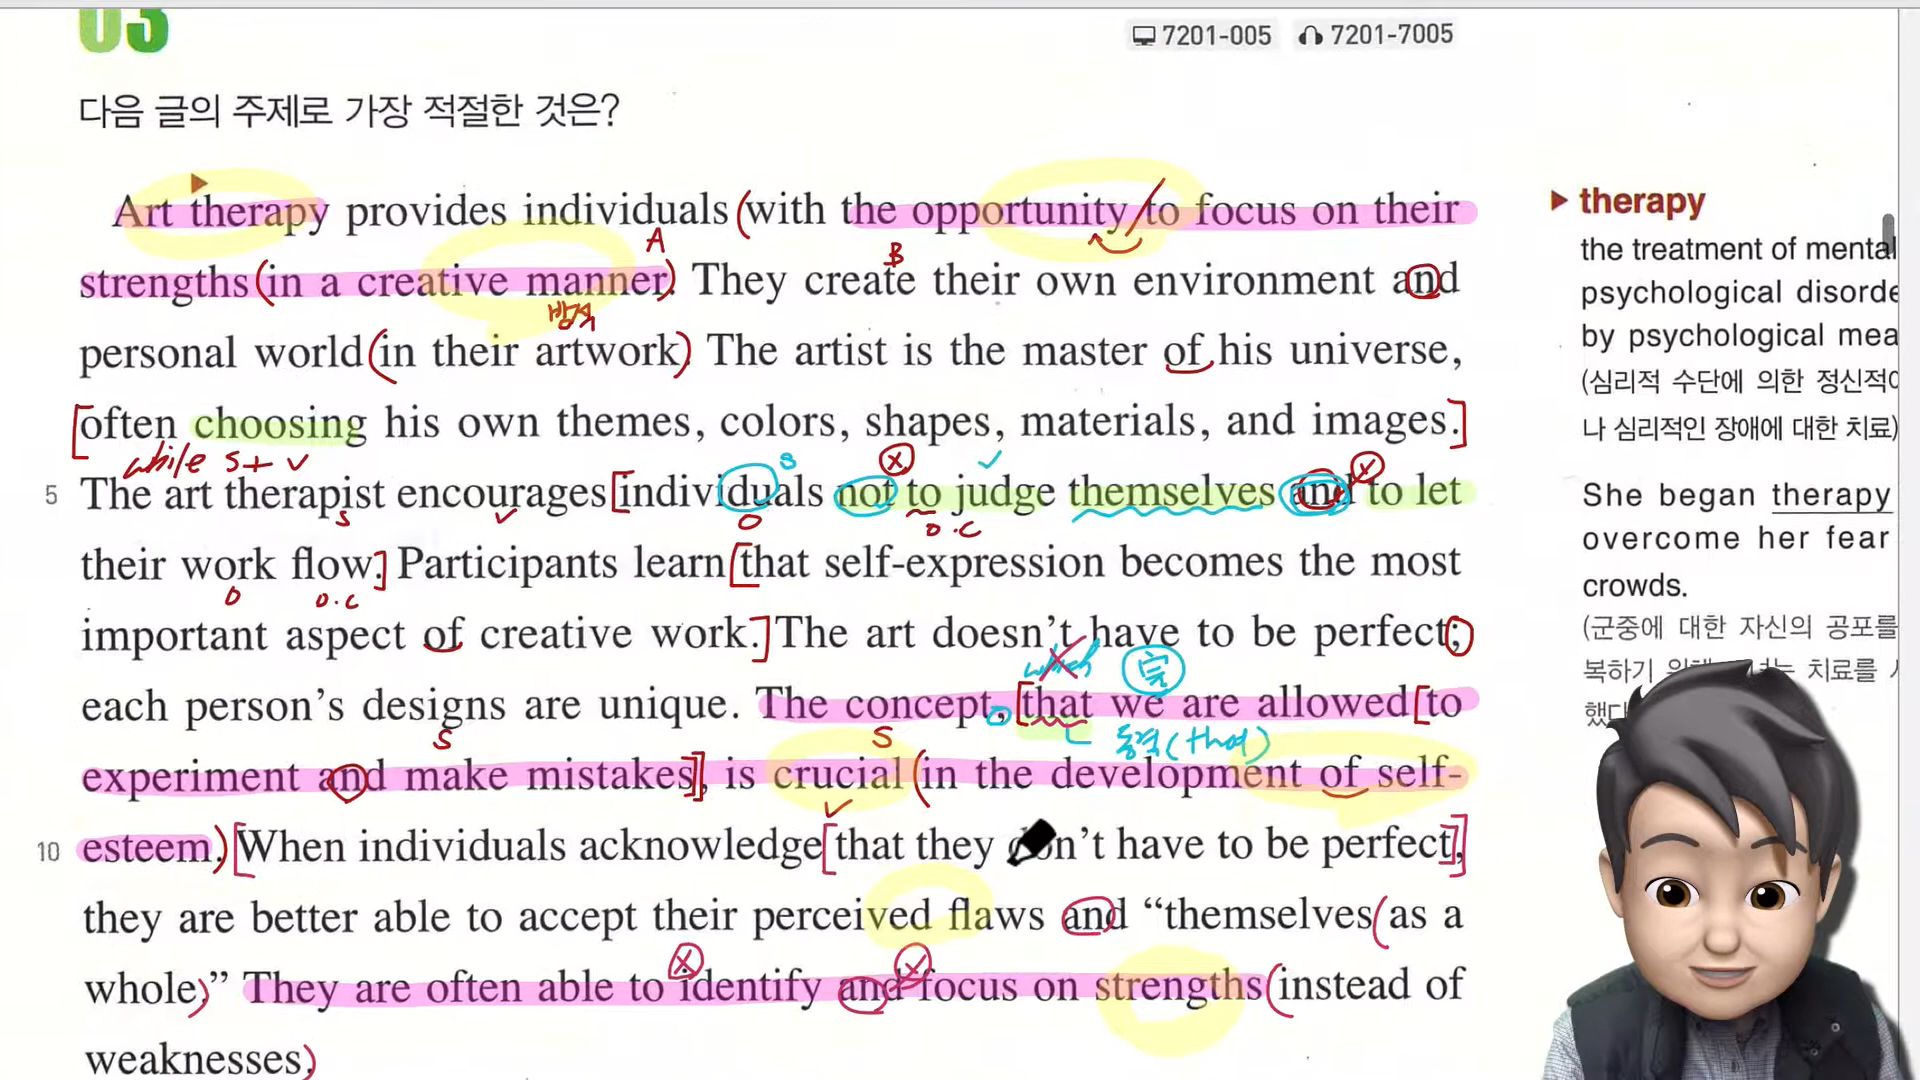 03
7201-005 7201-7005
다음 글의 주제로 가장 적절한 것은?
Art therapy provides individuals (with the opportunity / to focus on their
A
B
strengths (in a creative manner) They create their own environment and
방식
personal world (in their artwork). The artist is the master of his universe,
[often choosing his own themes, colors, shapes, materials, and images.]
while s + v
s
The art therapist encourages [individuals not to judge themselves and to let
5
s
v
o
o.c
their work flow.] Participants learn [that self-expression becomes the most
o
o.c
important aspect of creative work.] The art doesn't have to be perfect;
which
完
each person's designs are unique. The concept, [that we are allowed [to
s
s
동격 (that)
experiment and make mistakes]], is crucial (in the development of self-
v
10
esteem.) [When individuals acknowledge [that they don't have to be perfect],]
they are better able to accept their perceived flaws and "themselves (as a
whole.)" They are often able to identify and focus on strengths (instead of
weaknesses.)
therapy
the treatment of mental
psychological disorde
by psychological mea
(심리적 수단에 의한 정신적
나 심리적인 장애에 대한 치료)
She began therapy
overcome her fear
crowds.
(군중에 대한 자신의 공포를
복하기 치료를
했다